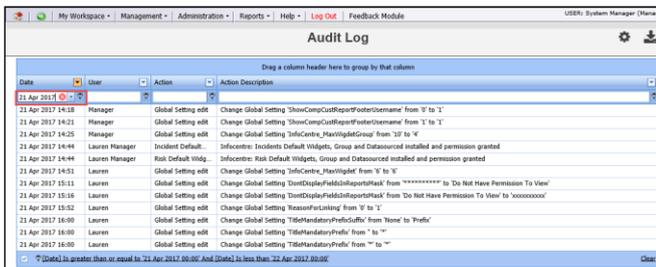 My Workspace Management Administration Reports Help Log Out Feedback Module USER: System Manager (Mana
Audit Log
Drag a column header here to group by that column
Date User Action Action Description
21 Apr 2017
21 Apr 2017 14:18 Manager Global Setting edit Change Global Setting 'ShowCompCustReportFooterUsername' from '0' to '1'
21 Apr 2017 14:21 Manager Global Setting edit Change Global Setting 'ShowCompCustReportFooterUsername' from '1' to '1'
21 Apr 2017 14:25 Manager Global Setting edit Change Global Setting 'InfoCentre_MaxWigdetGroup' from '10' to '4'
21 Apr 2017 14:44 Lauren Manager Incident Default... Infocentre: Incidents Default Widgets, Group and Datasourced installed and permission granted
21 Apr 2017 14:44 Lauren Manager Risk Default Widg... Infocentre: Risk Default Widgets, Group and Datasourced installed and permission granted
21 Apr 2017 14:51 Lauren Global Setting edit Change Global Setting 'InfoCentre_MaxWigdet' from '6' to '6'
21 Apr 2017 15:11 Lauren Global Setting edit Change Global Setting 'DontDisplayFieldsInReportsMask' from to 'Do Not Have Permission To View'
21 Apr 2017 15:16 Lauren Global Setting edit Change Global Setting 'DontDisplayFieldsInReportsMask' from 'Do Not Have Permission To View' to 'xxxxxxxxxx'
21 Apr 2017 15:52 Lauren Global Setting edit Change Global Setting 'ReasonForLinking' from '0' to '1'
21 Apr 2017 16:00 Lauren Global Setting edit Change Global Setting 'TitleMandatoryPrefixSuffix' from 'None' to 'Prefix'
21 Apr 2017 16:00 Lauren Global Setting edit Change Global Setting 'TitleMandatoryPrefix' from '' to '*'
21 Apr 2017 16:00 Lauren Global Setting edit Change Global Setting 'TitleMandatoryPrefix' from '*' to '*'
[Date] Is greater than or equal to '21 Apr 2017 00:00' And [Date] Is less than '22 Apr 2017 00:00' Clear